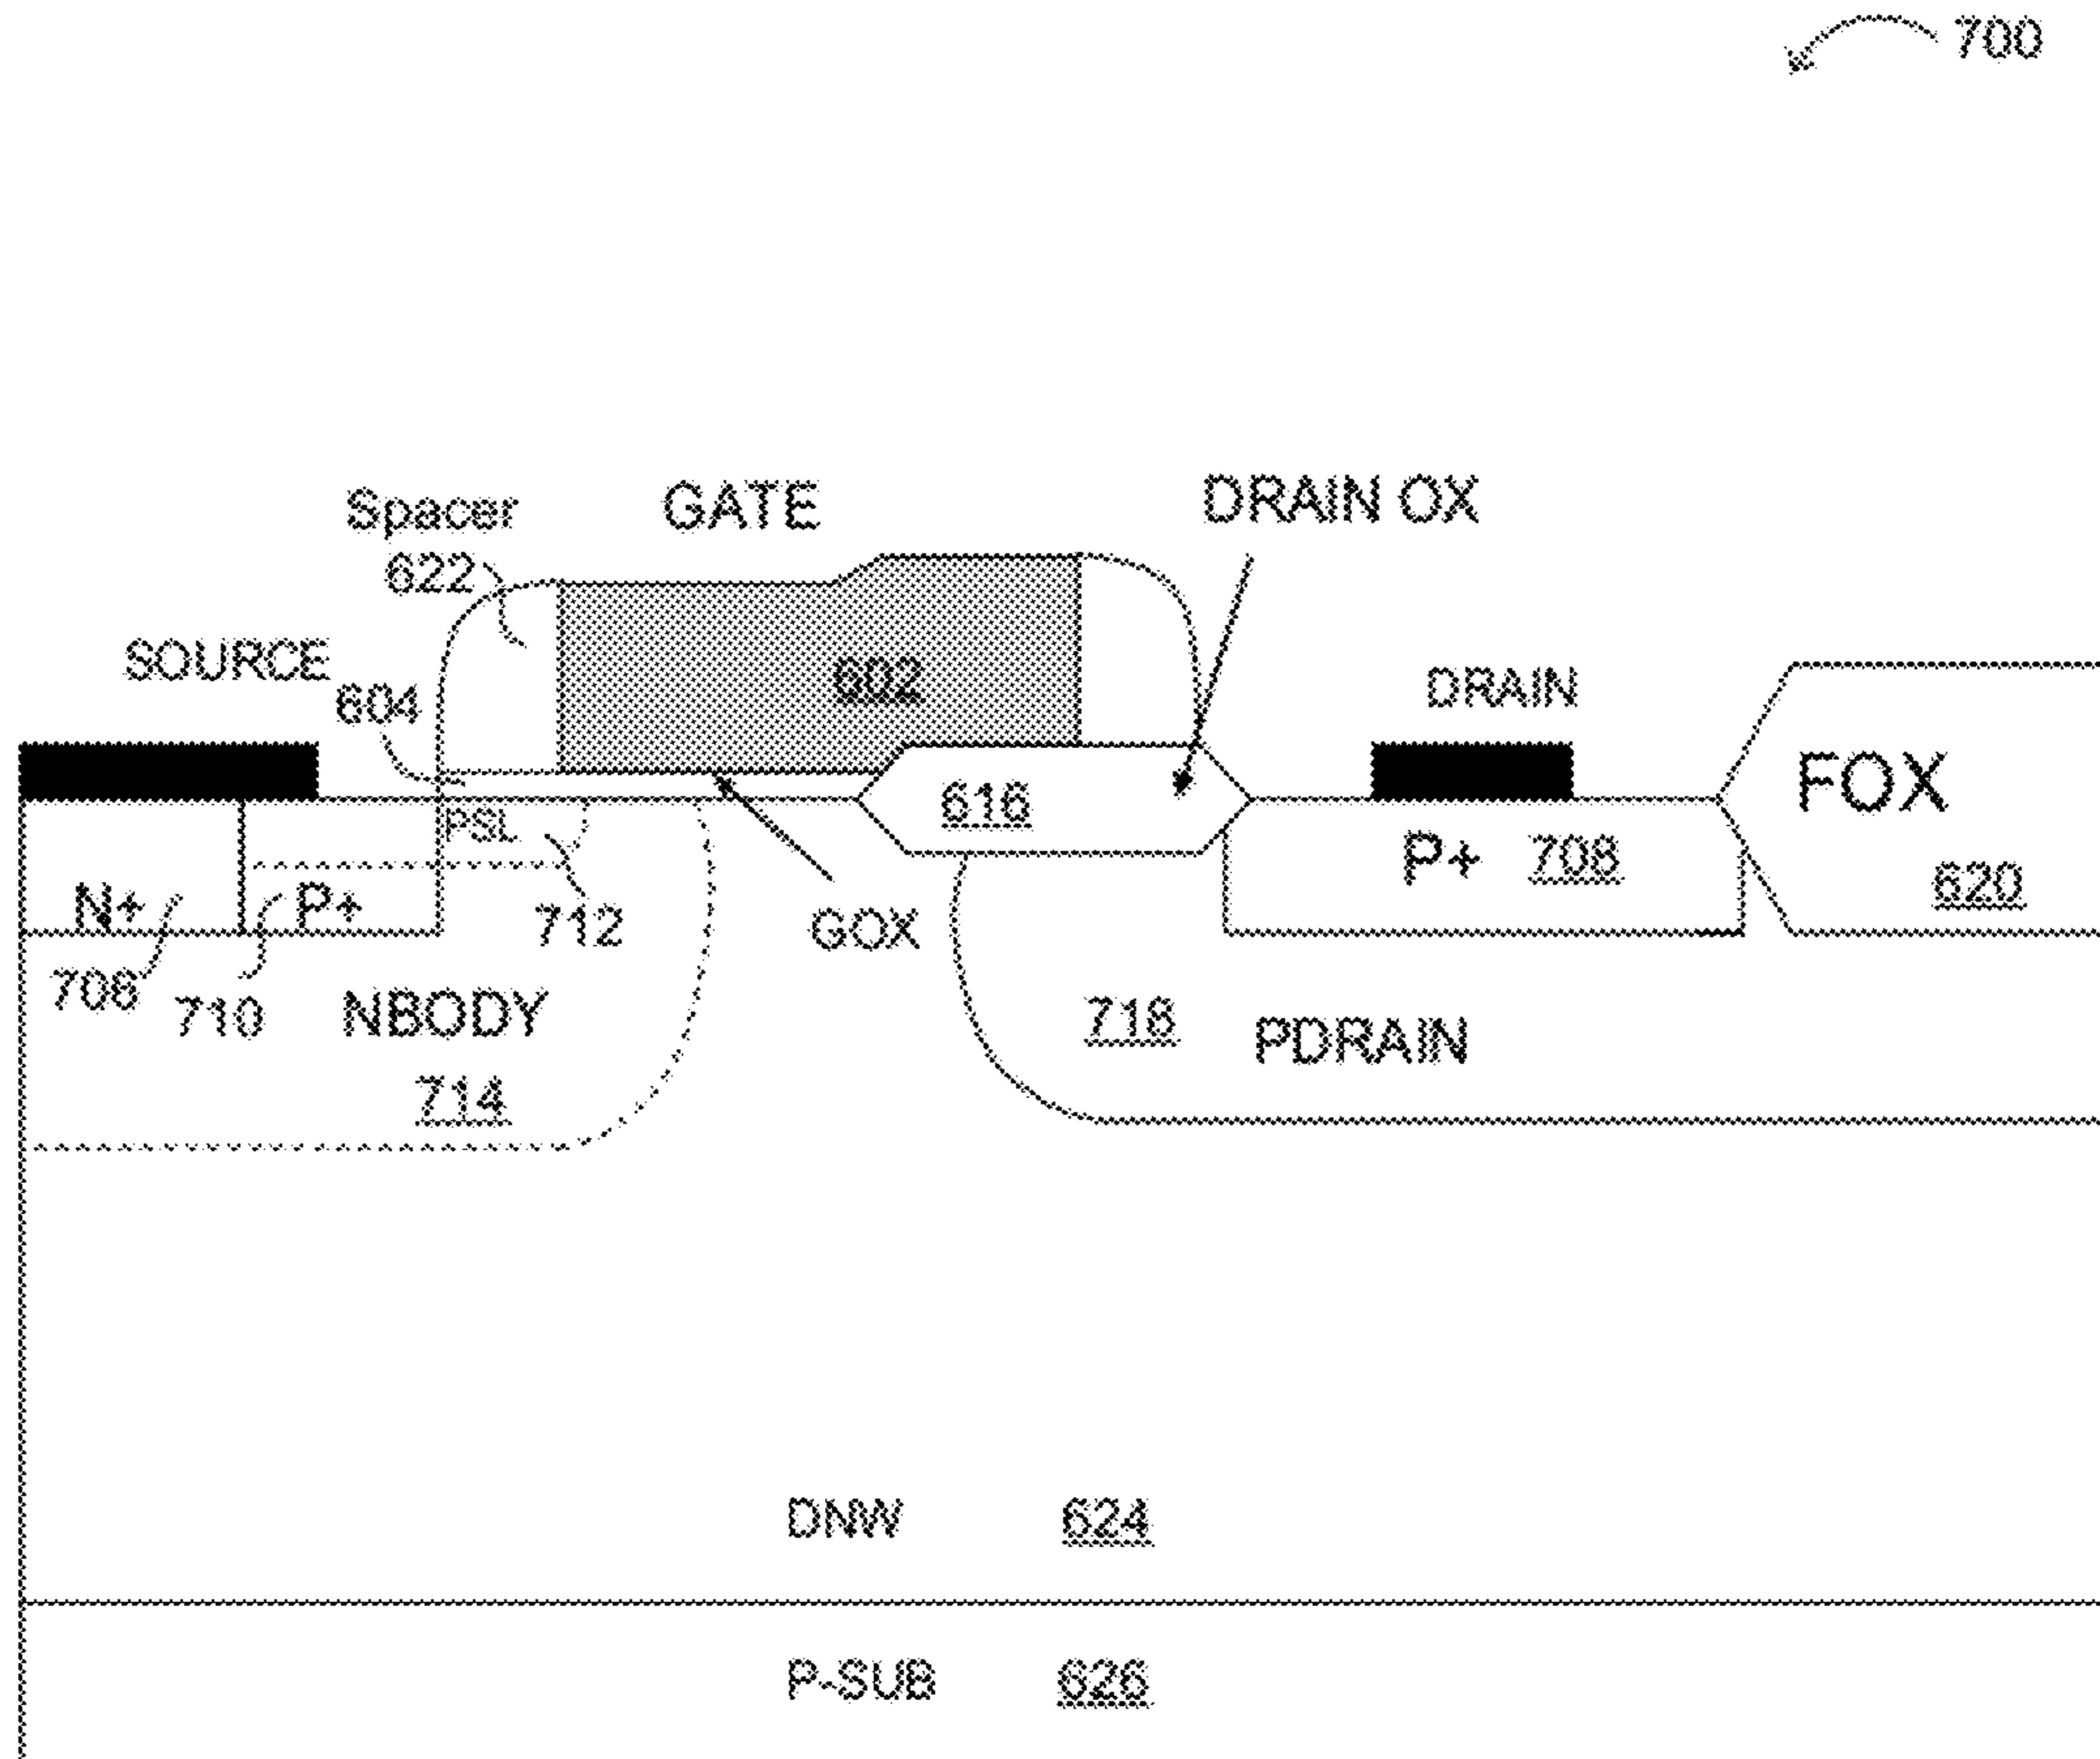 700
Spacer
622
GATE
DRAIN OX
SOURCE
604
602
DRAIN
616
FOX
PSL
P+ 708
620
N+
P+
712
GOX
706
710
NBODY
714
718
PDRAIN
DNW 624
P-SUB 626